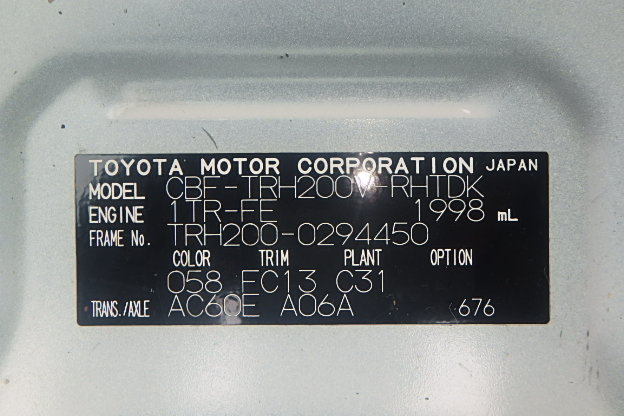 TOYOTA MOTOR CORPORATION JAPAN
MODEL CBF-TRH200V-RHTDK
ENGINE 1TR-FE 1998 mL
FRAME No. TRH200-0294450
COLOR TRIM PLANT OPTION
058 FC13 C31
TRANS./AXLE AC60E A06A 676